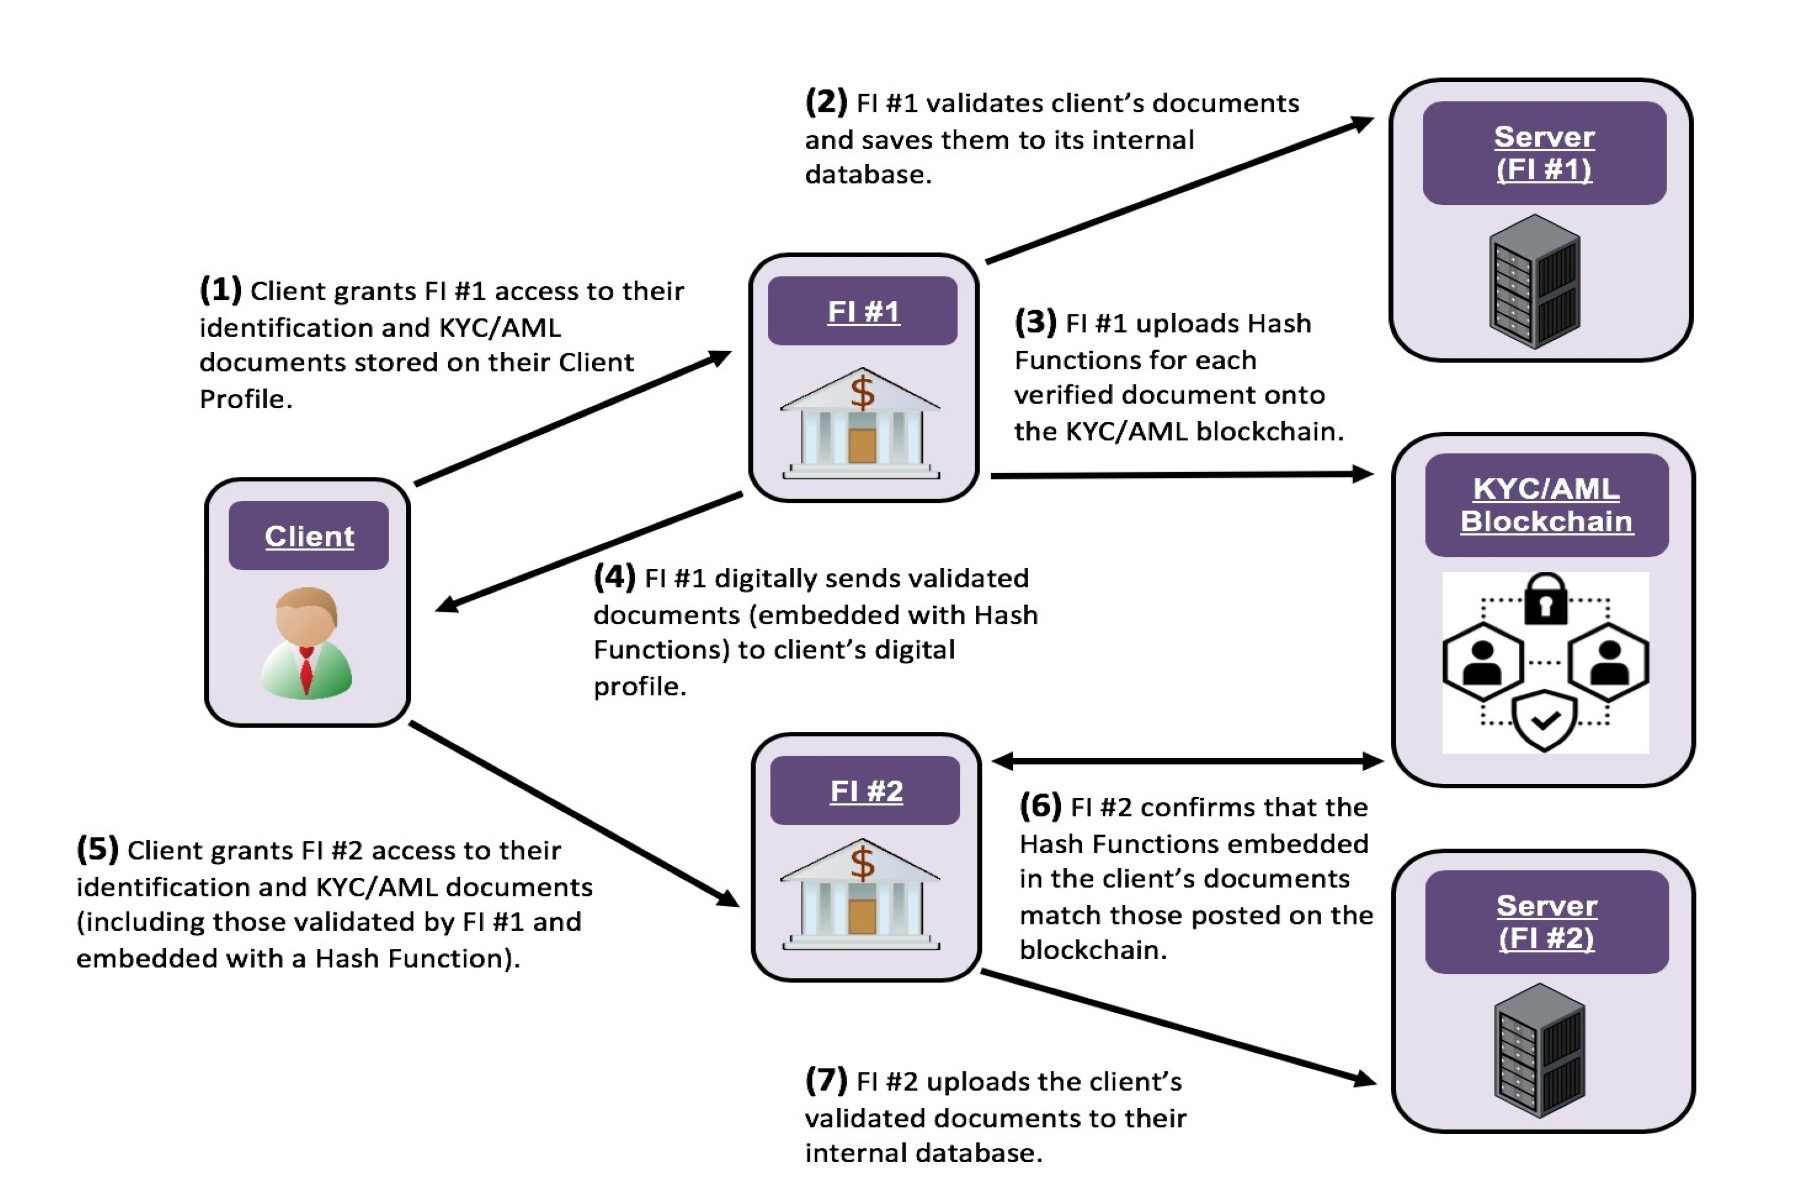 (2) FI #1 validates client's documents
and saves them to its internal
database.
Server
(FI #1)
(1) Client grants FI #1 access to their
identification and KYC/AML
documents stored on their Client
Profile.
FI #1
$
(3) FI #1 uploads Hash
Functions for each
verified document onto
the KYC/AML blockchain.
Client
KYC/AML
Blockchain
(4) FI #1 digitally sends validated
documents (embedded with Hash
Functions) to client's digital
profile.
FI #2
$
(5) Client grants FI #2 access to their
identification and KYC/AML documents
(including those validated by FI #1 and
embedded with a Hash Function).
(6) FI #2 confirms that the
Hash Functions embedded
in the client's documents
match those posted on the
blockchain.
Server
(FI #2)
(7) FI #2 uploads the client's
validated documents to their
internal database.